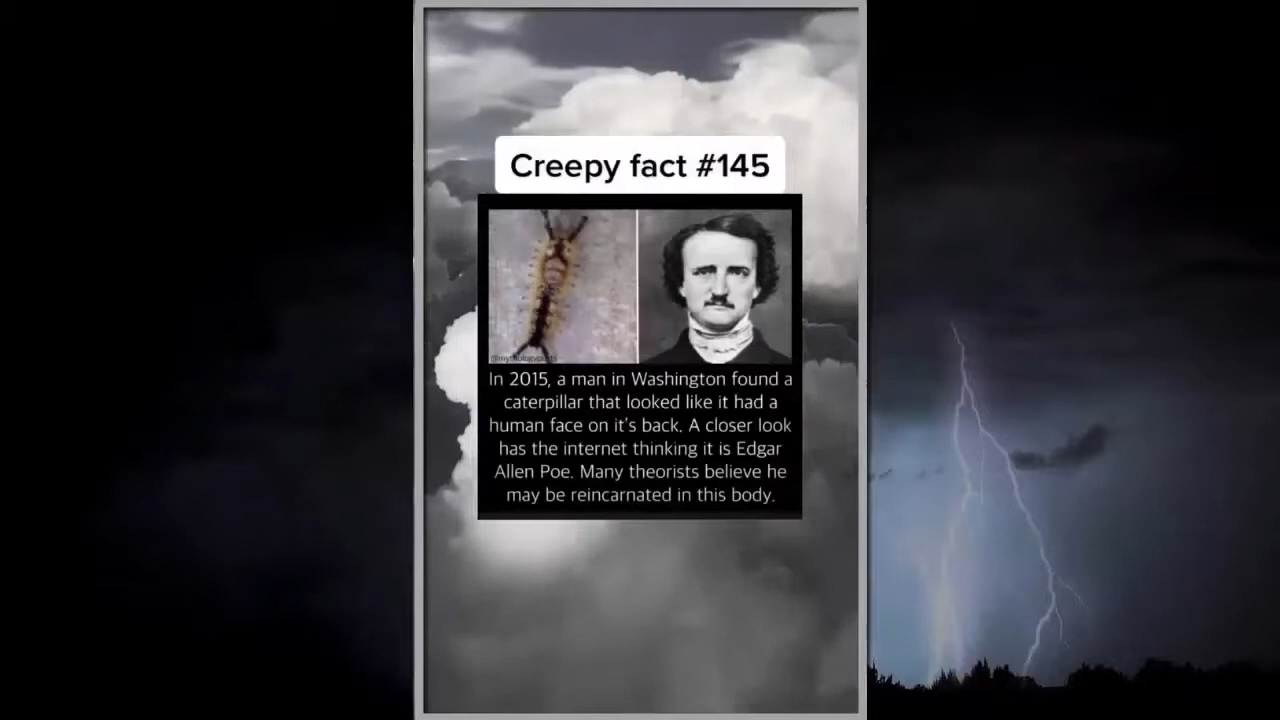 Creepy fact #145
@mythologyposts
In 2015, a man in Washington found a
caterpillar that looked like it had a
human face on it's back. A closer look
has the internet thinking it is Edgar
Allen Poe. Many theorists believe he
may be reincarnated in this body.